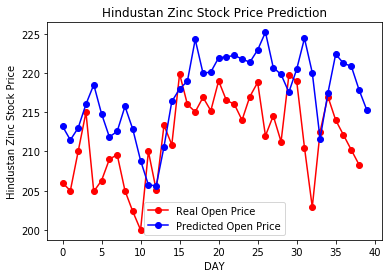 Hindustan Zinc Stock Price Prediction
Hindustan Zinc Stock Price
225
220
215
210
205
200
Real Open Price
Predicted Open Price
0 5 10 15 20 25 30 35 40
DAY